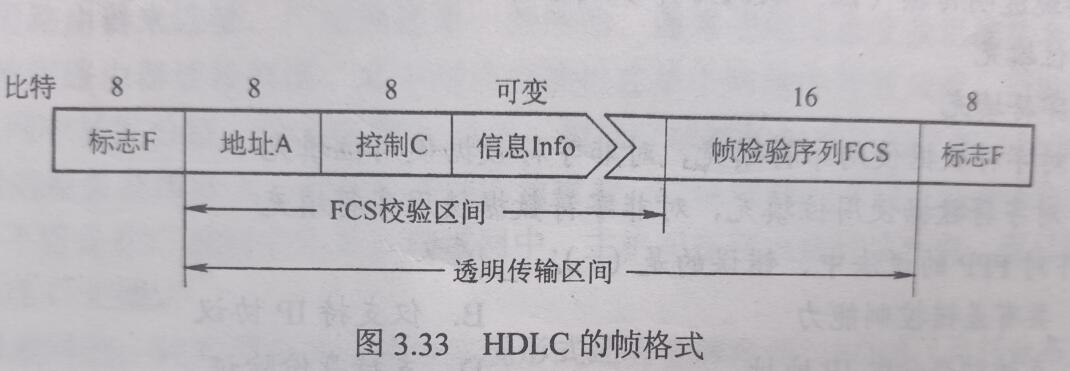 比特 8 8 8 可变 16 8
标志F 地址A 控制C 信息Info 帧检验序列FCS 标志F
FCS校验区间
透明传输区间
图 3.33 HDLC 的帧格式